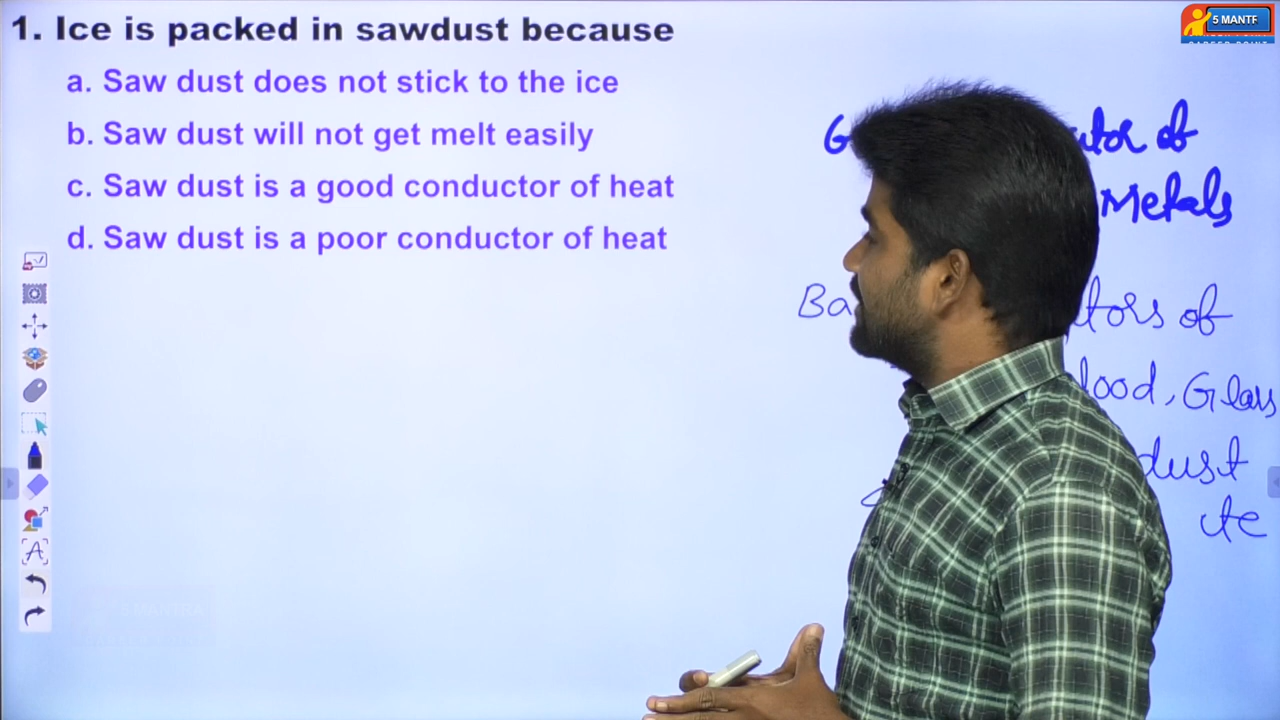 1. Ice is packed in sawdust because
a. Saw dust does not stick to the ice
b. Saw dust will not get melt easily
c. Saw dust is a good conductor of heat
d. Saw dust is a poor conductor of heat
5 MANTF
of
Metals
of
Glass
dust